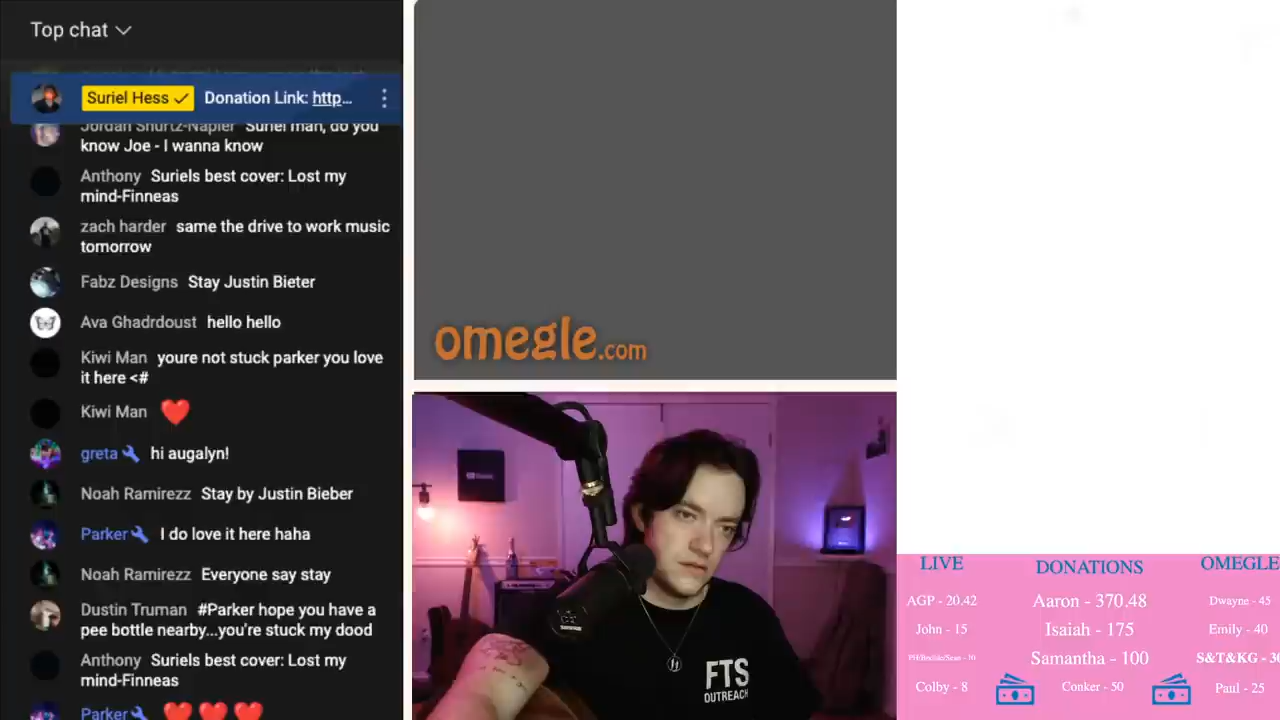 Top chat
Suriel Hess Donation Link: http...
Jordan Shurtz-Napier Suriel man, do you
know Joe - I wanna know
Anthony Suriels best cover: Lost my
mind-Finneas
zach harder same the drive to work music
tomorrow
Fabz Designs Stay Justin Bieter
Ava Ghadrdoust hello hello
Kiwi Man youre not stuck parker you love
it here <#
Kiwi Man
greta hi augalyn!
Noah Ramirezz Stay by Justin Bieber
Parker I do love it here haha
Noah Ramirezz Everyone say stay
Dustin Truman #Parker hope you have a
pee bottle nearby...you're stuck my dood
Anthony Suriels best cover: Lost my
mind-Finneas
Parker
omegle.com
FTS
OUTREACH
LIVE
AGP - 20.42
John - 15
Colby - 8
DONATIONS
Aaron - 370.48
Isaiah - 175
Samantha - 100
Conker - 50
OMEGLE
Dwayne - 45
Emily - 40
S&T&KG - 30
Paul - 25